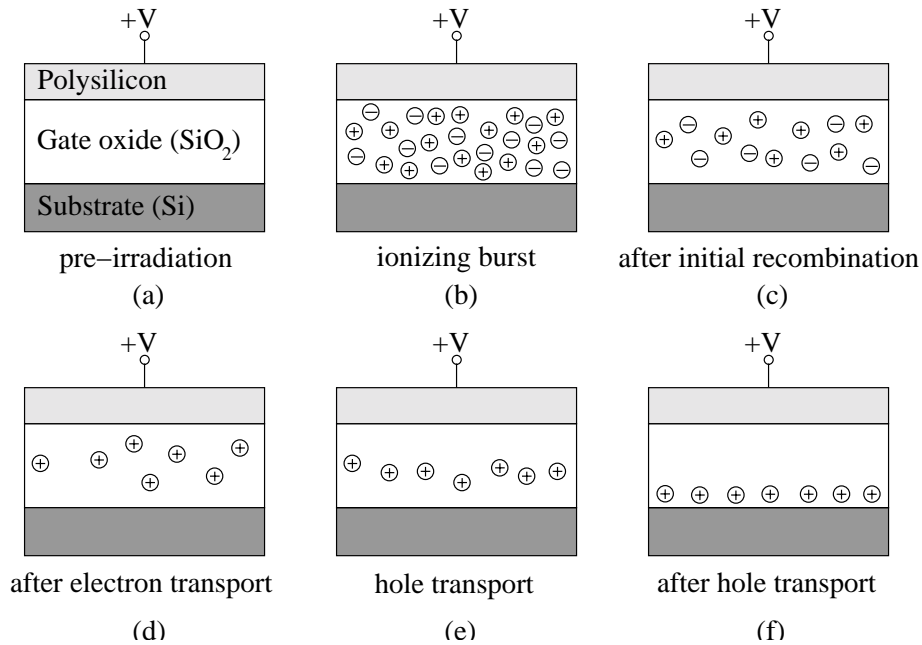 +V
+V
+V
Polysilicon
Gate oxide (SiO2)
Substrate (Si)
pre−irradiation
ionizing burst
after initial recombination
(a)
(b)
(c)
+V
+V
+V
after electron transport
hole transport
after hole transport
(d)
(e)
(f)